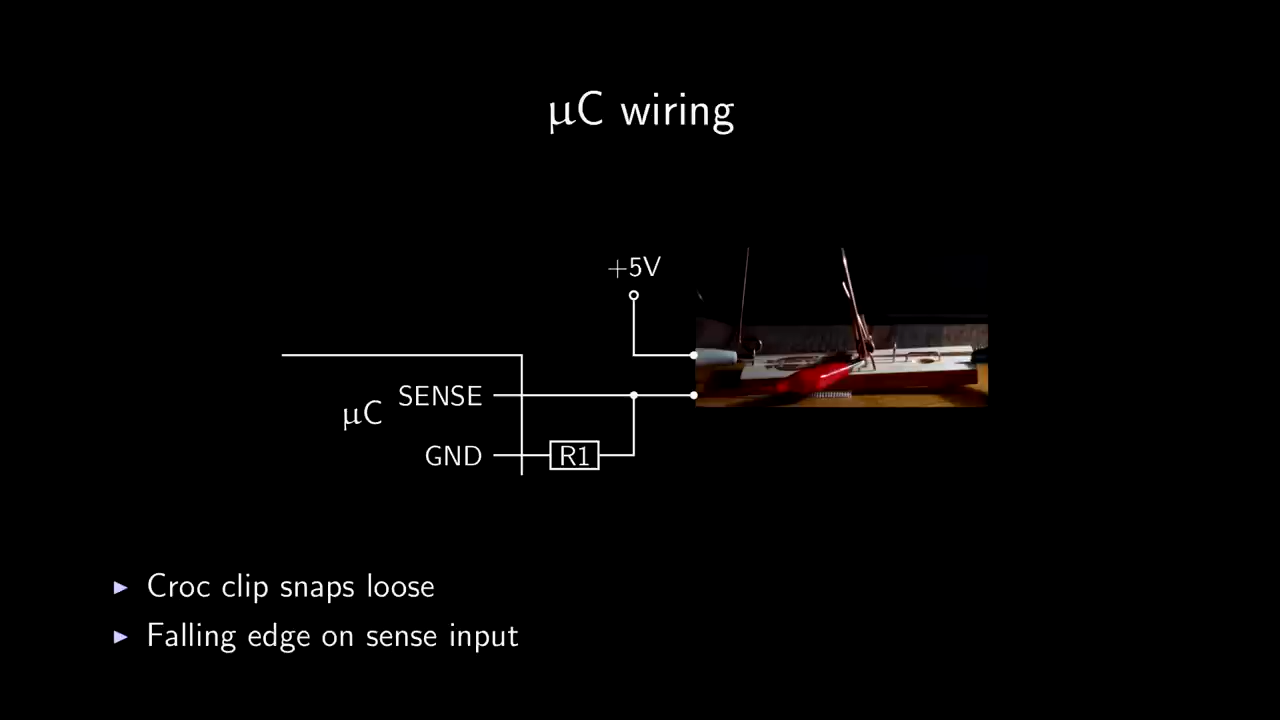 µC wiring
+5V
SENSE
µC
GND
R1
Croc clip snaps loose
Falling edge on sense input